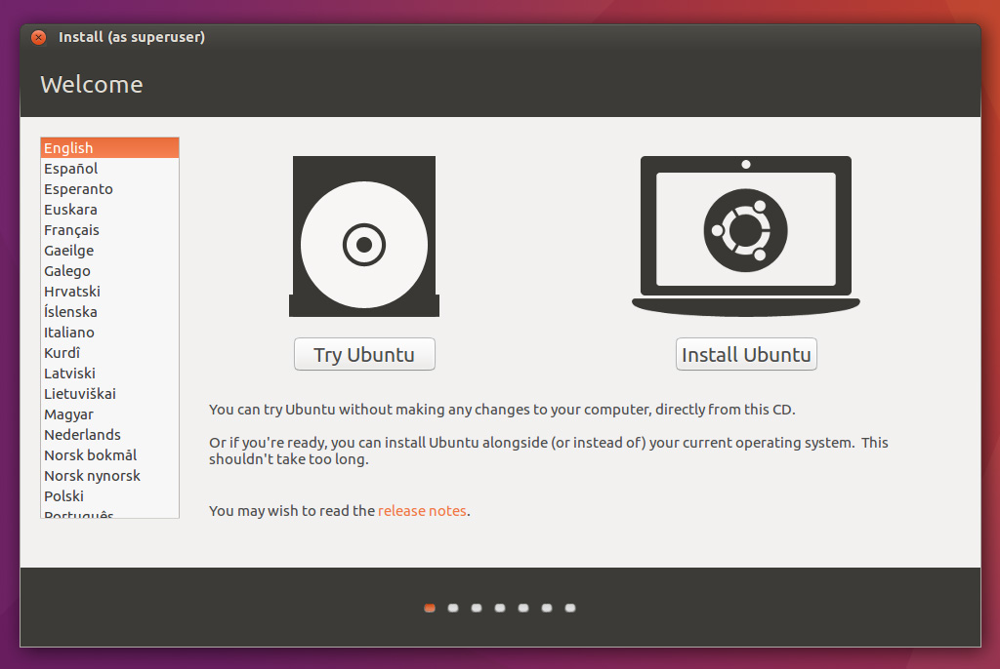 Install (as superuser)
Welcome
English
Español
Esperanto
Euskara
Français
Gaeilge
Galego
Hrvatski
Íslenska
Italiano
Kurdî
Latviski
Lietuviškai
Magyar
Nederlands
Norsk bokmål
Norsk nynorsk
Polski
Português
Try Ubuntu
Install Ubuntu
You can try Ubuntu without making any changes to your computer, directly from this CD.
Or if you're ready, you can install Ubuntu alongside (or instead of) your current operating system.  This
shouldn't take too long.
You may wish to read the release notes.